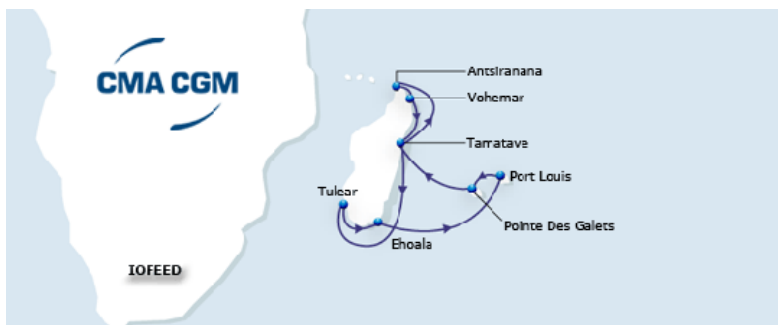 Antsiranana
CMA CGM
Vohemar
Tamatave
Port Louis
Tulear
Pointe Des Galets
Ehoala
IOFEED